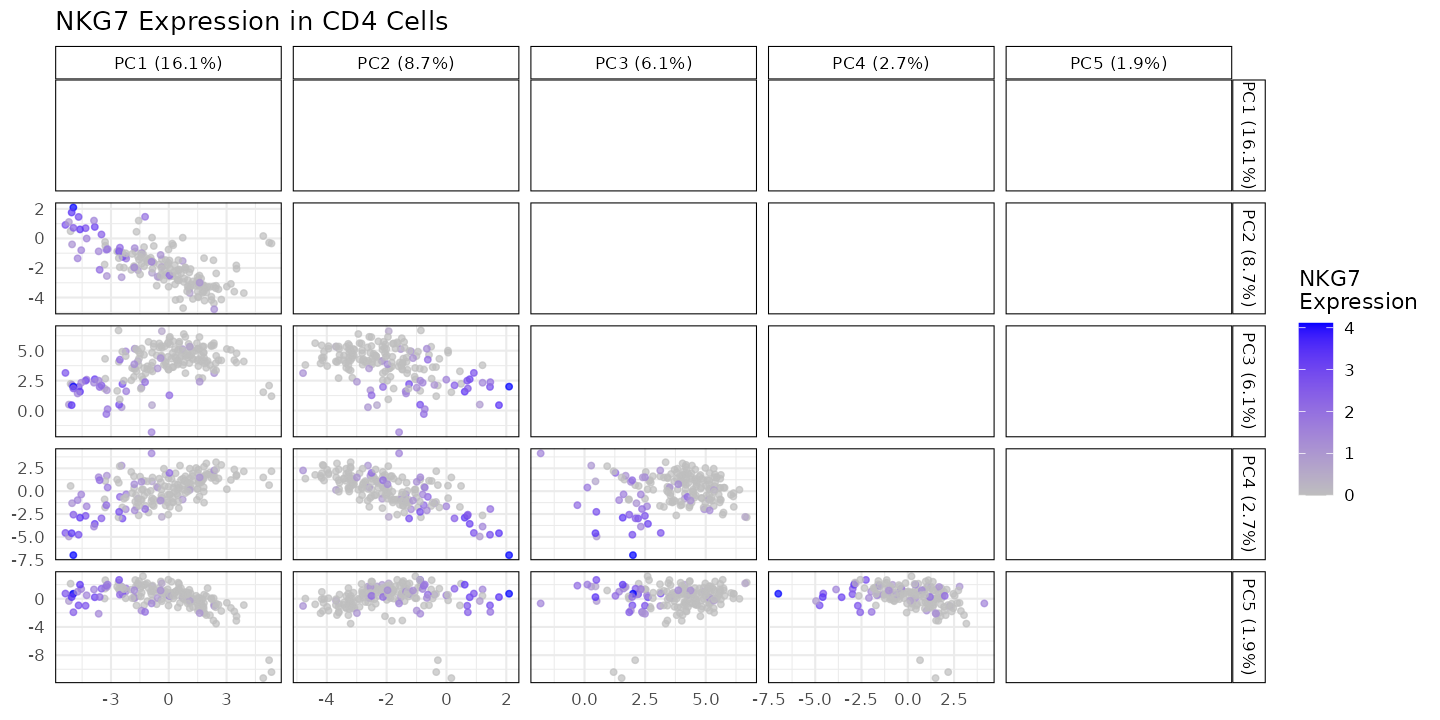 NKG7 Expression in CD4 Cells
PC1 (16.1%)
PC2 (8.7%)
PC3 (6.1%)
PC4 (2.7%)
PC5 (1.9%)
PC1 (16.1%)
2
0
-2
-4
PC2 (8.7%)
5.0
2.5
0.0
PC3 (6.1%)
2.5
0.0
-2.5
-5.0
-7.5
PC4 (2.7%)
0
-4
-8
PC5 (1.9%)
-3
0
3
-4
-2
0
2
0.0
2.5
5.0
-7.5
-5.0
-2.5
0.0
2.5
NKG7
Expression
4
3
2
1
0